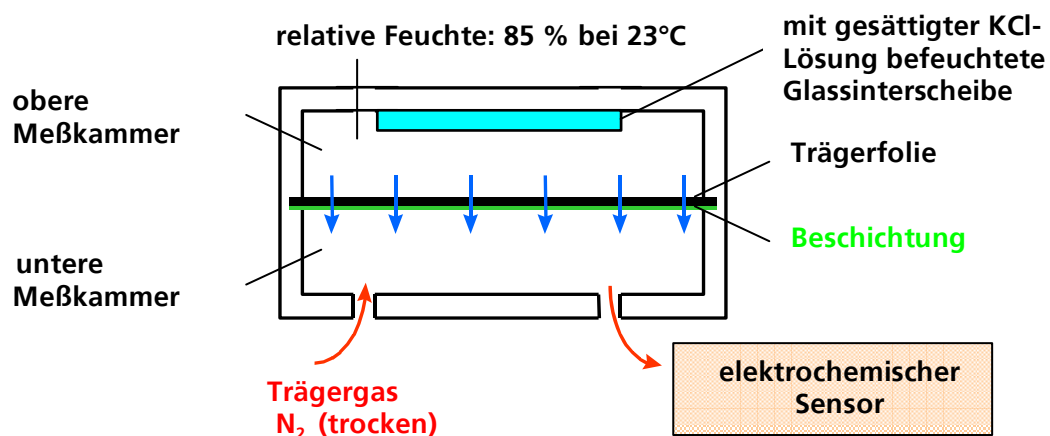 relative Feuchte: 85 % bei 23°C
mit gesättigter KCl-
Lösung befeuchtete
Glassinterscheibe
obere
Meßkammer
Trägerfolie
Beschichtung
untere
Meßkammer
Trägergas
N₂ (trocken)
elektrochemischer
Sensor